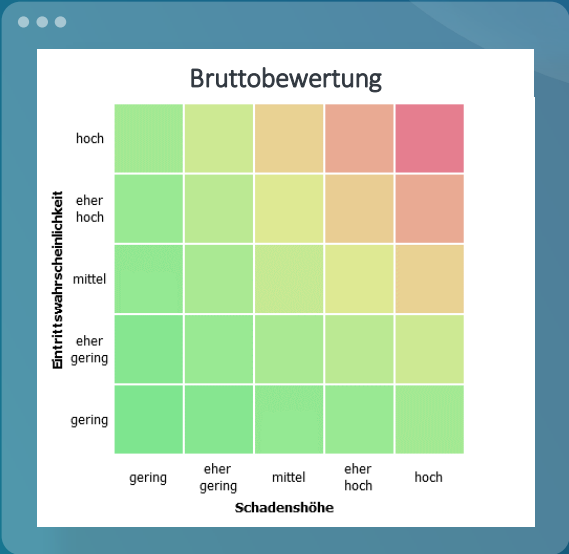 Bruttobewertung
hoch
eher
hoch
mittel
eher
gering
gering
Eintrittswahrscheinlichkeit
gering
eher
gering
mittel
eher
hoch
hoch
Schadenshöhe